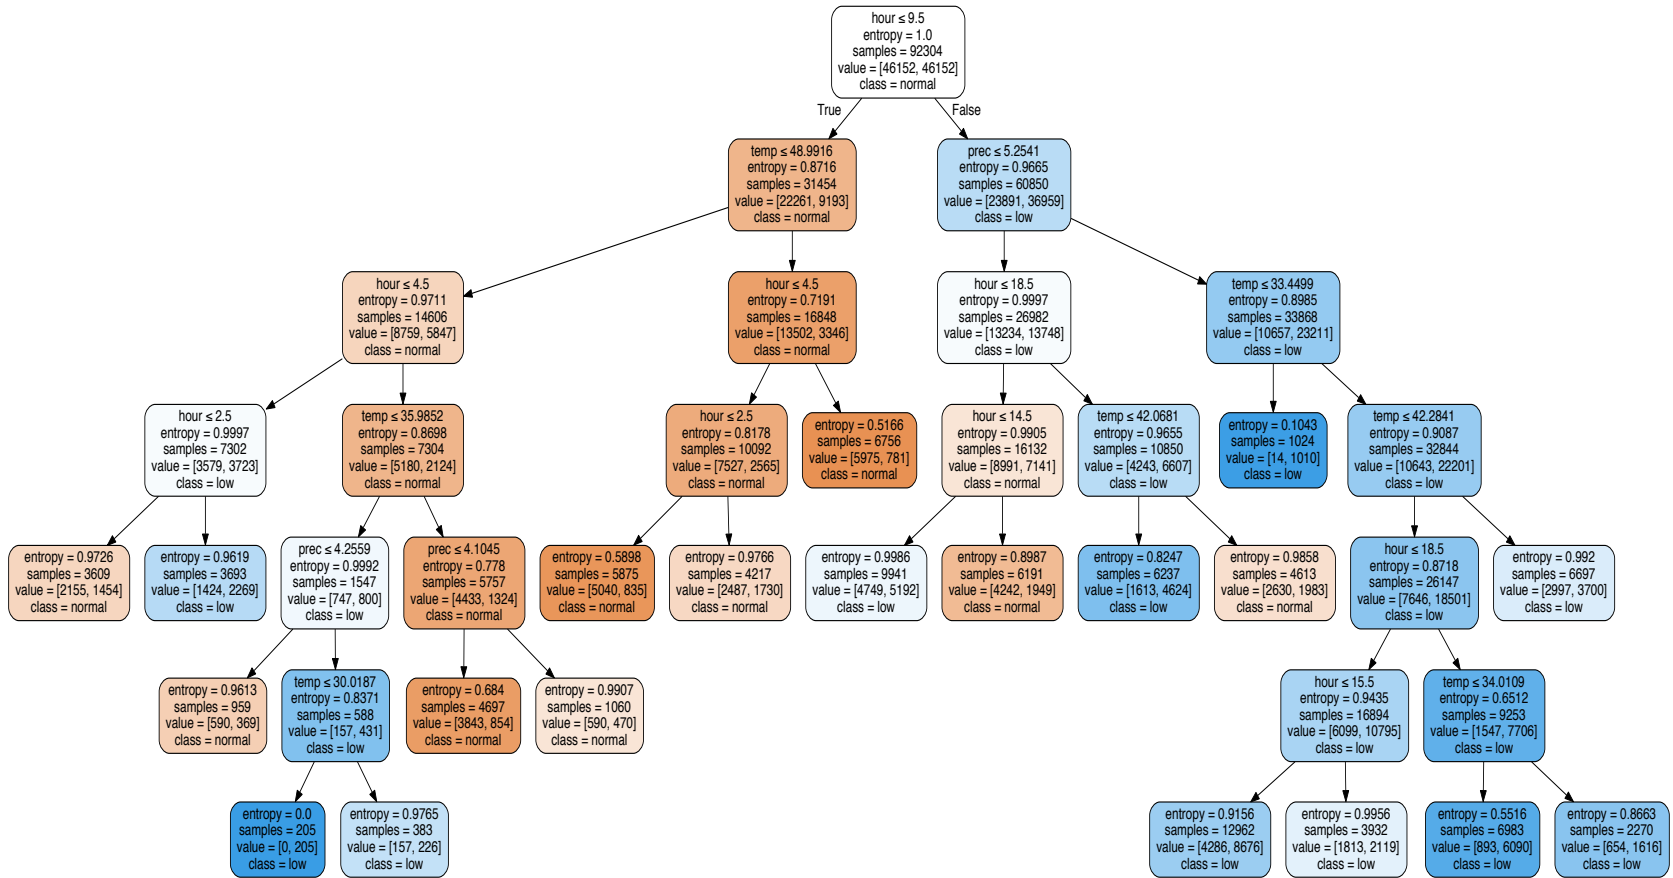 hour ≤ 9.5
entropy = 1.0
samples = 92304
value = [46152, 46152]
class = normal
True
False
temp ≤ 48.9916
entropy = 0.8716
samples = 31454
value = [22261, 9193]
class = normal
prec ≤ 5.2541
entropy = 0.9665
samples = 60850
value = [23891, 36959]
class = low
hour ≤ 4.5
entropy = 0.9711
samples = 14606
value = [8759, 5847]
class = normal
hour ≤ 4.5
entropy = 0.7191
samples = 16848
value = [13502, 3346]
class = normal
hour ≤ 18.5
entropy = 0.9997
samples = 26982
value = [13234, 13748]
class = low
temp ≤ 33.4499
entropy = 0.8985
samples = 33868
value = [10657, 23211]
class = low
hour ≤ 2.5
entropy = 0.9997
samples = 7302
value = [3579, 3723]
class = low
temp ≤ 35.9852
entropy = 0.8698
samples = 7304
value = [5180, 2124]
class = normal
hour ≤ 2.5
entropy = 0.8178
samples = 10092
value = [7527, 2565]
class = normal
entropy = 0.5166
samples = 6756
value = [5975, 781]
class = normal
hour ≤ 14.5
entropy = 0.9905
samples = 16132
value = [8991, 7141]
class = normal
temp ≤ 42.0681
entropy = 0.9655
samples = 10850
value = [4243, 6607]
class = low
entropy = 0.1043
samples = 1024
value = [14, 1010]
class = low
temp ≤ 42.2841
entropy = 0.9087
samples = 32844
value = [10643, 22201]
class = low
entropy = 0.9726
samples = 3609
value = [2155, 1454]
class = normal
entropy = 0.9619
samples = 3693
value = [1424, 2269]
class = low
prec ≤ 4.2559
entropy = 0.9992
samples = 1547
value = [747, 800]
class = low
prec ≤ 4.1045
entropy = 0.778
samples = 5757
value = [4433, 1324]
class = normal
entropy = 0.5898
samples = 5875
value = [5040, 835]
class = normal
entropy = 0.9766
samples = 4217
value = [2487, 1730]
class = normal
entropy = 0.9986
samples = 9941
value = [4749, 5192]
class = low
entropy = 0.8987
samples = 6191
value = [4242, 1949]
class = normal
entropy = 0.8247
samples = 6237
value = [1613, 4624]
class = low
entropy = 0.9858
samples = 4613
value = [2630, 1983]
class = normal
hour ≤ 18.5
entropy = 0.8718
samples = 26147
value = [7646, 18501]
class = low
entropy = 0.992
samples = 6697
value = [2997, 3700]
class = low
entropy = 0.9613
samples = 959
value = [590, 369]
class = normal
temp ≤ 30.0187
entropy = 0.8371
samples = 588
value = [157, 431]
class = low
entropy = 0.684
samples = 4697
value = [3843, 854]
class = normal
entropy = 0.9907
samples = 1060
value = [590, 470]
class = normal
hour ≤ 15.5
entropy = 0.9435
samples = 16894
value = [6099, 10795]
class = low
temp ≤ 34.0109
entropy = 0.6512
samples = 9253
value = [1547, 7706]
class = low
entropy = 0.0
samples = 205
value = [0, 205]
class = low
entropy = 0.9765
samples = 383
value = [157, 226]
class = low
entropy = 0.9156
samples = 12962
value = [4286, 8676]
class = low
entropy = 0.9956
samples = 3932
value = [1813, 2119]
class = low
entropy = 0.5516
samples = 6983
value = [893, 6090]
class = low
entropy = 0.8663
samples = 2270
value = [654, 1616]
class = low